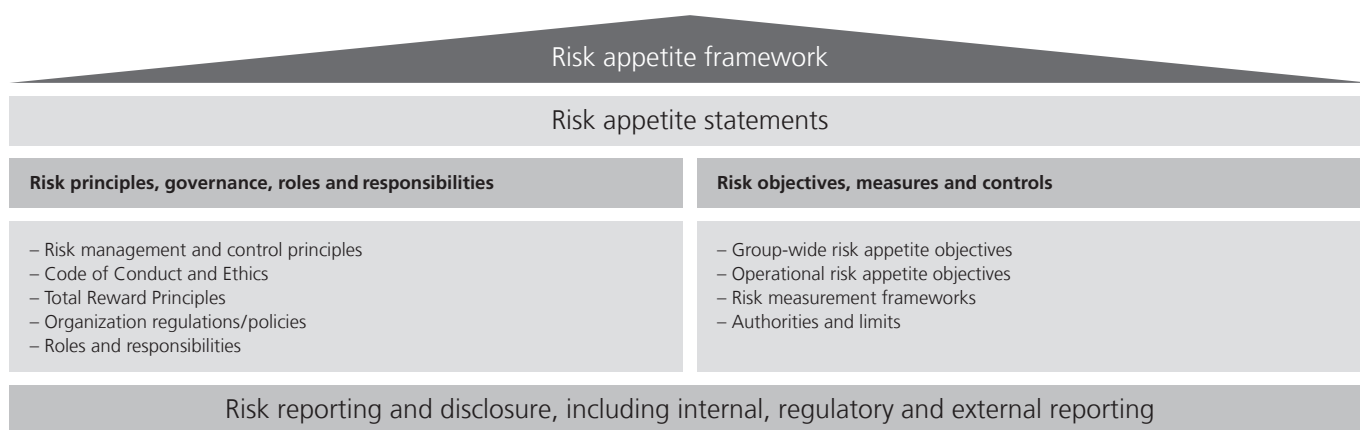 Risk appetite framework
Risk appetite statements
Risk principles, governance, roles and responsibilities
– Risk management and control principles
– Code of Conduct and Ethics
– Total Reward Principles
– Organization regulations/policies
– Roles and responsibilities
Risk objectives, measures and controls
– Group-wide risk appetite objectives
– Operational risk appetite objectives
– Risk measurement frameworks
– Authorities and limits
Risk reporting and disclosure, including internal, regulatory and external reporting